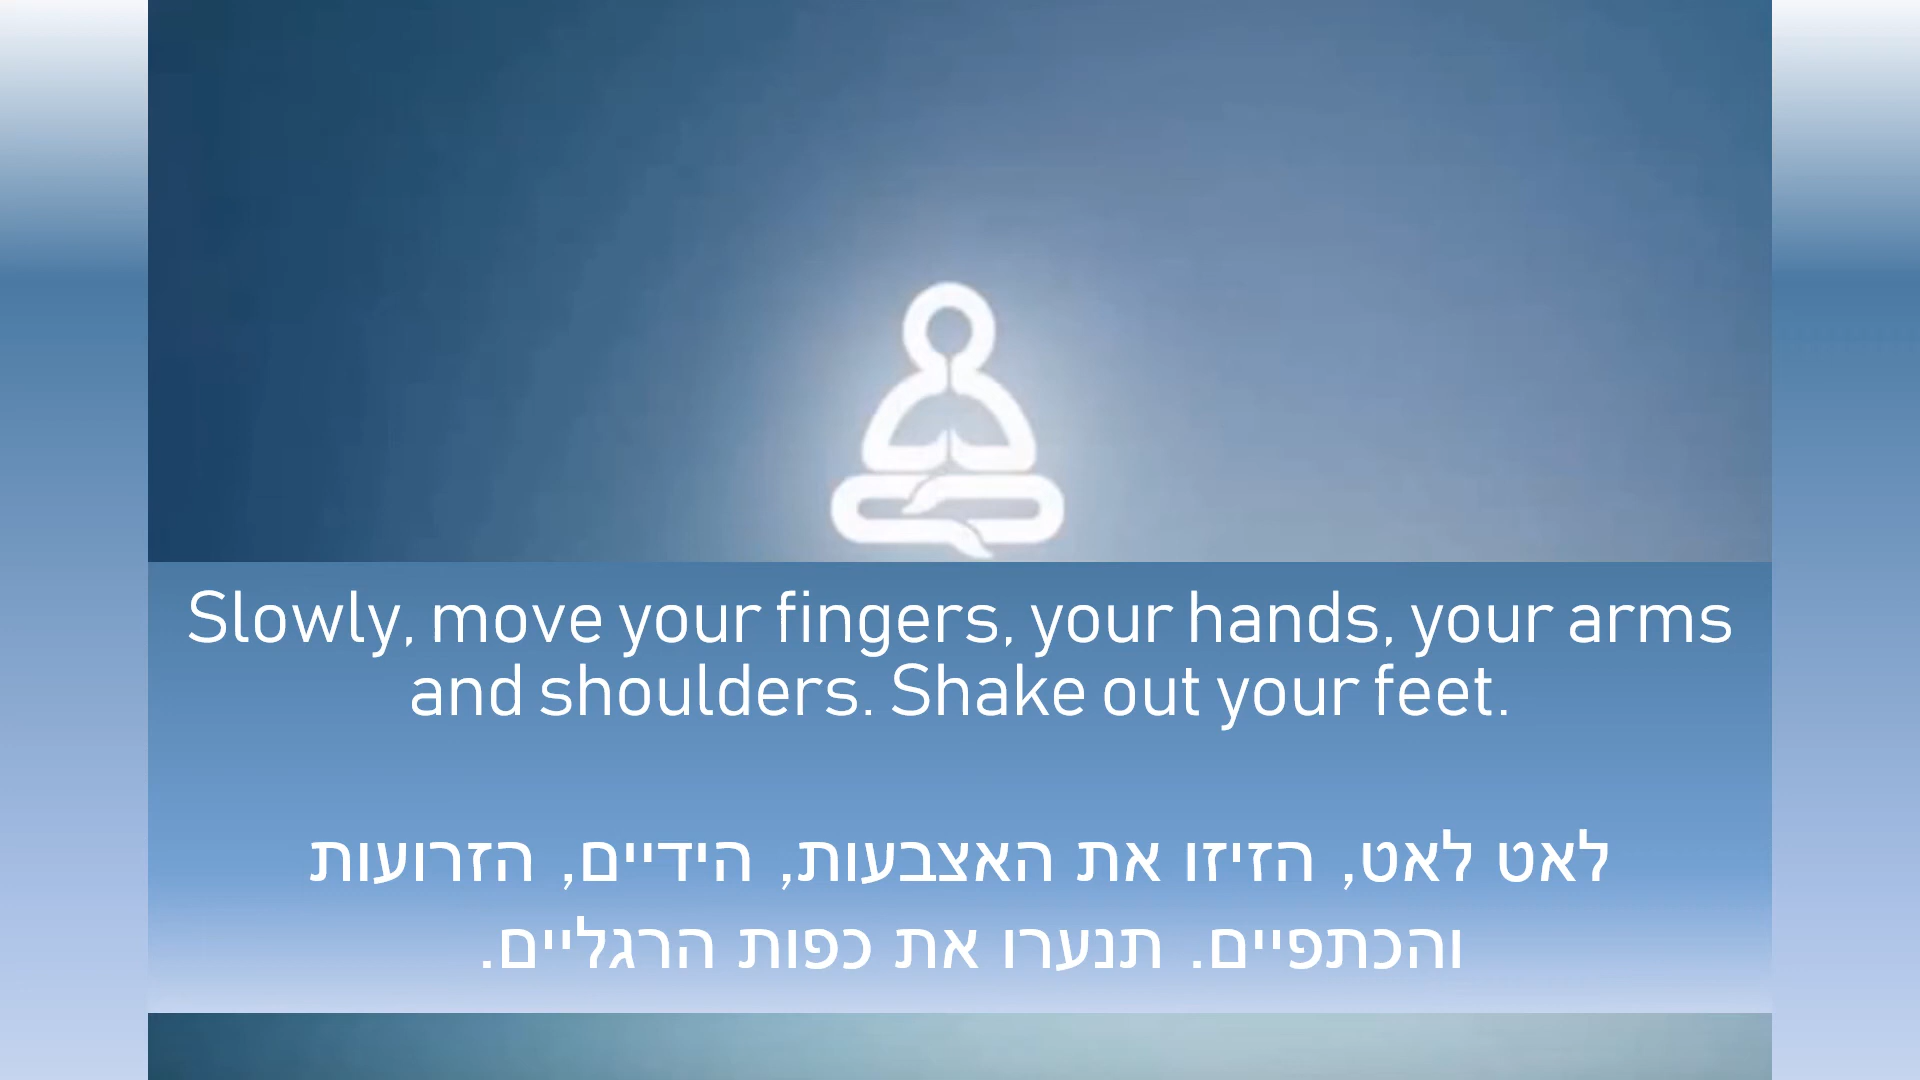 Slowly, move your fingers, your hands, your arms
and shoulders. Shake out your feet.
לאט לאט, הזיזו את האצבעות, הידיים, הזרועות
והכתפיים. תנערו את כפות הרגליים.